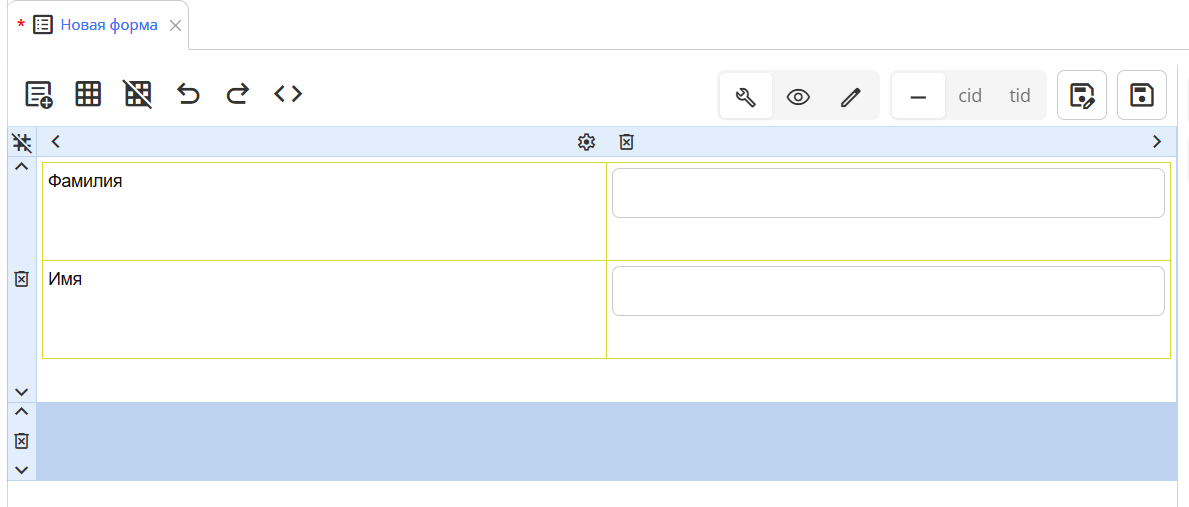 * Новая форма
cid tid
Фамилия
Имя